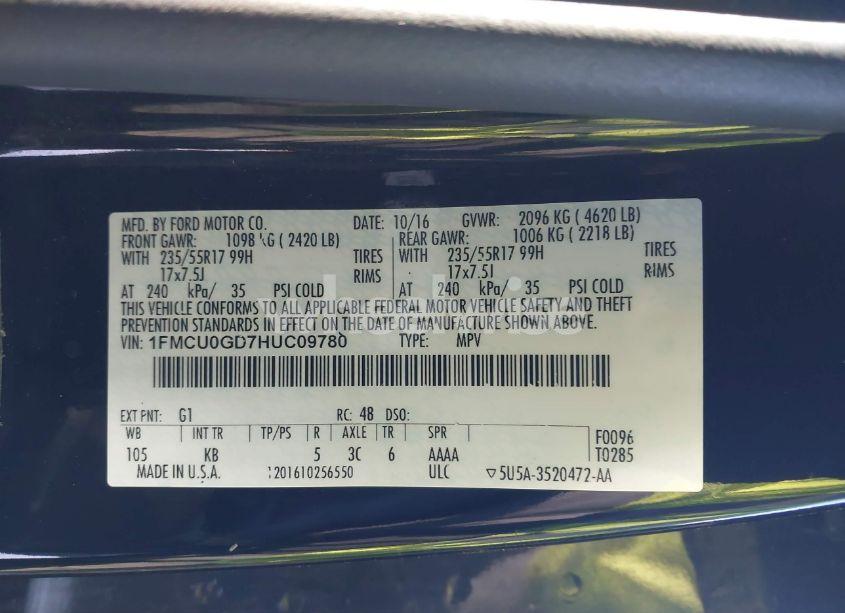 MFD. BY FORD MOTOR CO. DATE: 10/16 GVWR: 2096 KG ( 4620 LB)
FRONT GAWR: 1098 KG ( 2420 LB) REAR GAWR: 1006 KG ( 2218 LB)
WITH 235/55R17 99H TIRES WITH 235/55R17 99H TIRES
17x7.5J RIMS 17x7.5J RIMS
AT 240 kPa/ 35 PSI COLD AT 240 kPa/ 35 PSI COLD
THIS VEHICLE CONFORMS TO ALL APPLICABLE FEDERAL MOTOR VEHICLE SAFETY AND THEFT
PREVENTION STANDARDS IN EFFECT ON THE DATE OF MANUFACTURE SHOWN ABOVE.
VIN: 1FMCU0GD7HUC09780 TYPE: MPV
EXT PNT: G1 RC: 48 DSO:
WB INT TR TP/PS R AXLE TR SPR F0096
105 KB 5 3C 6 AAAA T0285
MADE IN U.S.A. 201610256550 ULC ▽5U5A-3520472-AA